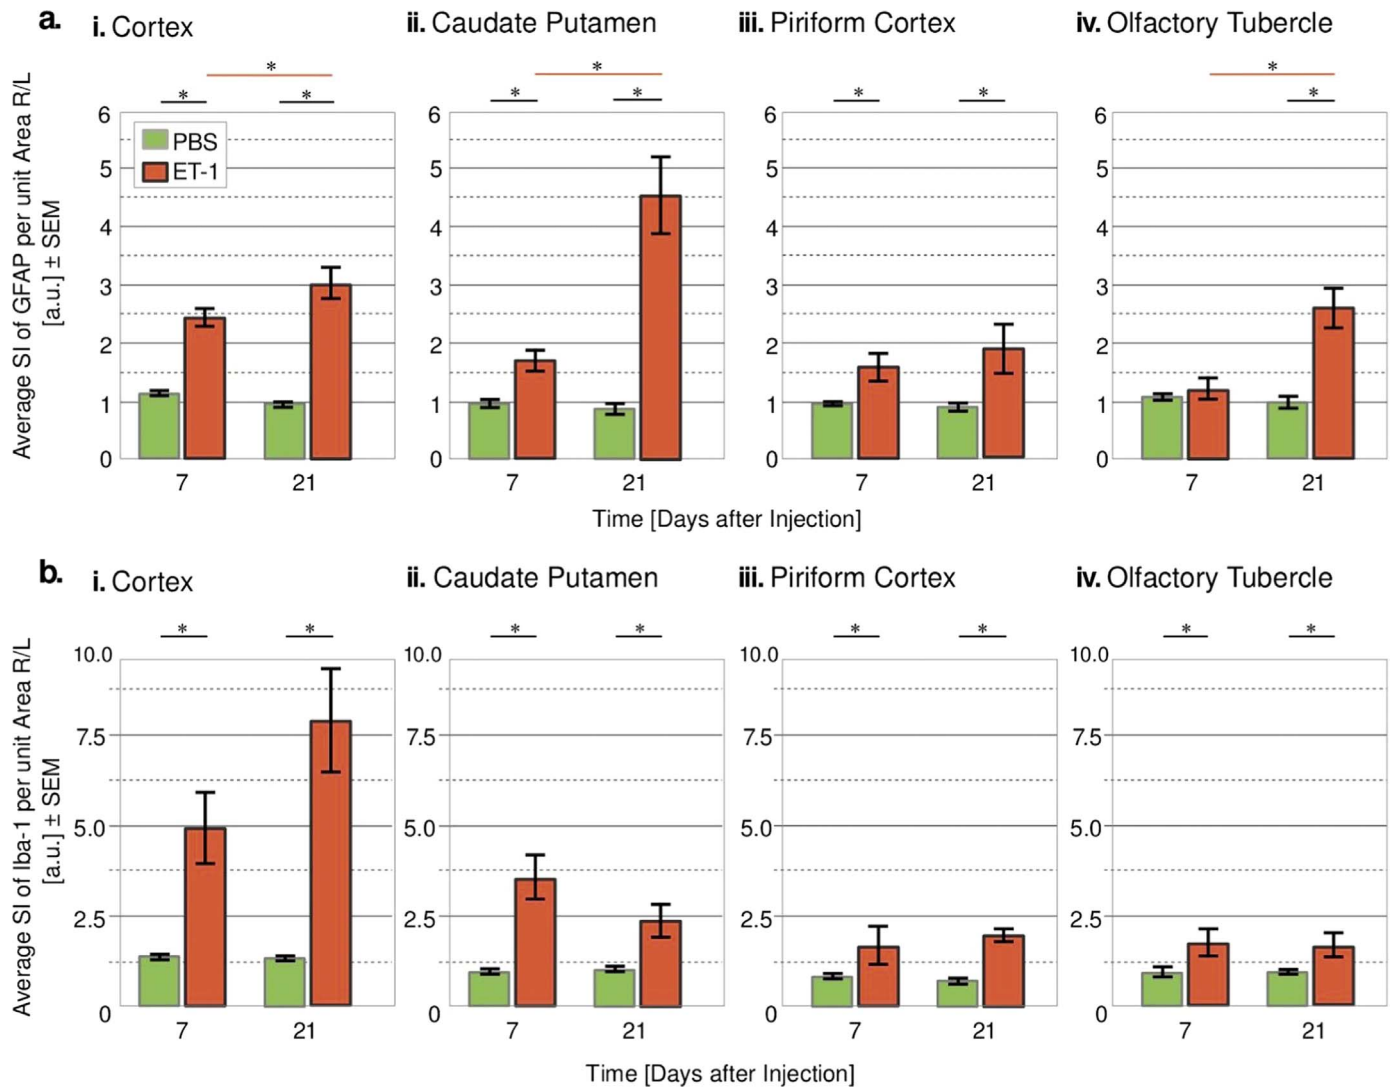 a.
i. Cortex
ii. Caudate Putamen
iii. Piriform Cortex
iv. Olfactory Tubercle
Average SI of GFAP per unit Area R/L
[a.u.] ± SEM
* * *
* * *
* *
* *
6 6 6 6
PBS
5 5 5 5
ET-1
4 4 4 4
3 3 3 3
2 2 2 2
1 1 1 1
0 0 0 0
7 21 7 21 7 21 7 21
Time [Days after Injection]
b.
i. Cortex
ii. Caudate Putamen
iii. Piriform Cortex
iv. Olfactory Tubercle
Average SI of Iba-1 per unit Area R/L
[a.u.] ± SEM
* * * * * * * *
10.0 10.0 10.0 10.0
7.5 7.5 7.5 7.5
5.0 5.0 5.0 5.0
2.5 2.5 2.5 2.5
0 0 0 0
7 21 7 21 7 21 7 21
Time [Days after Injection]